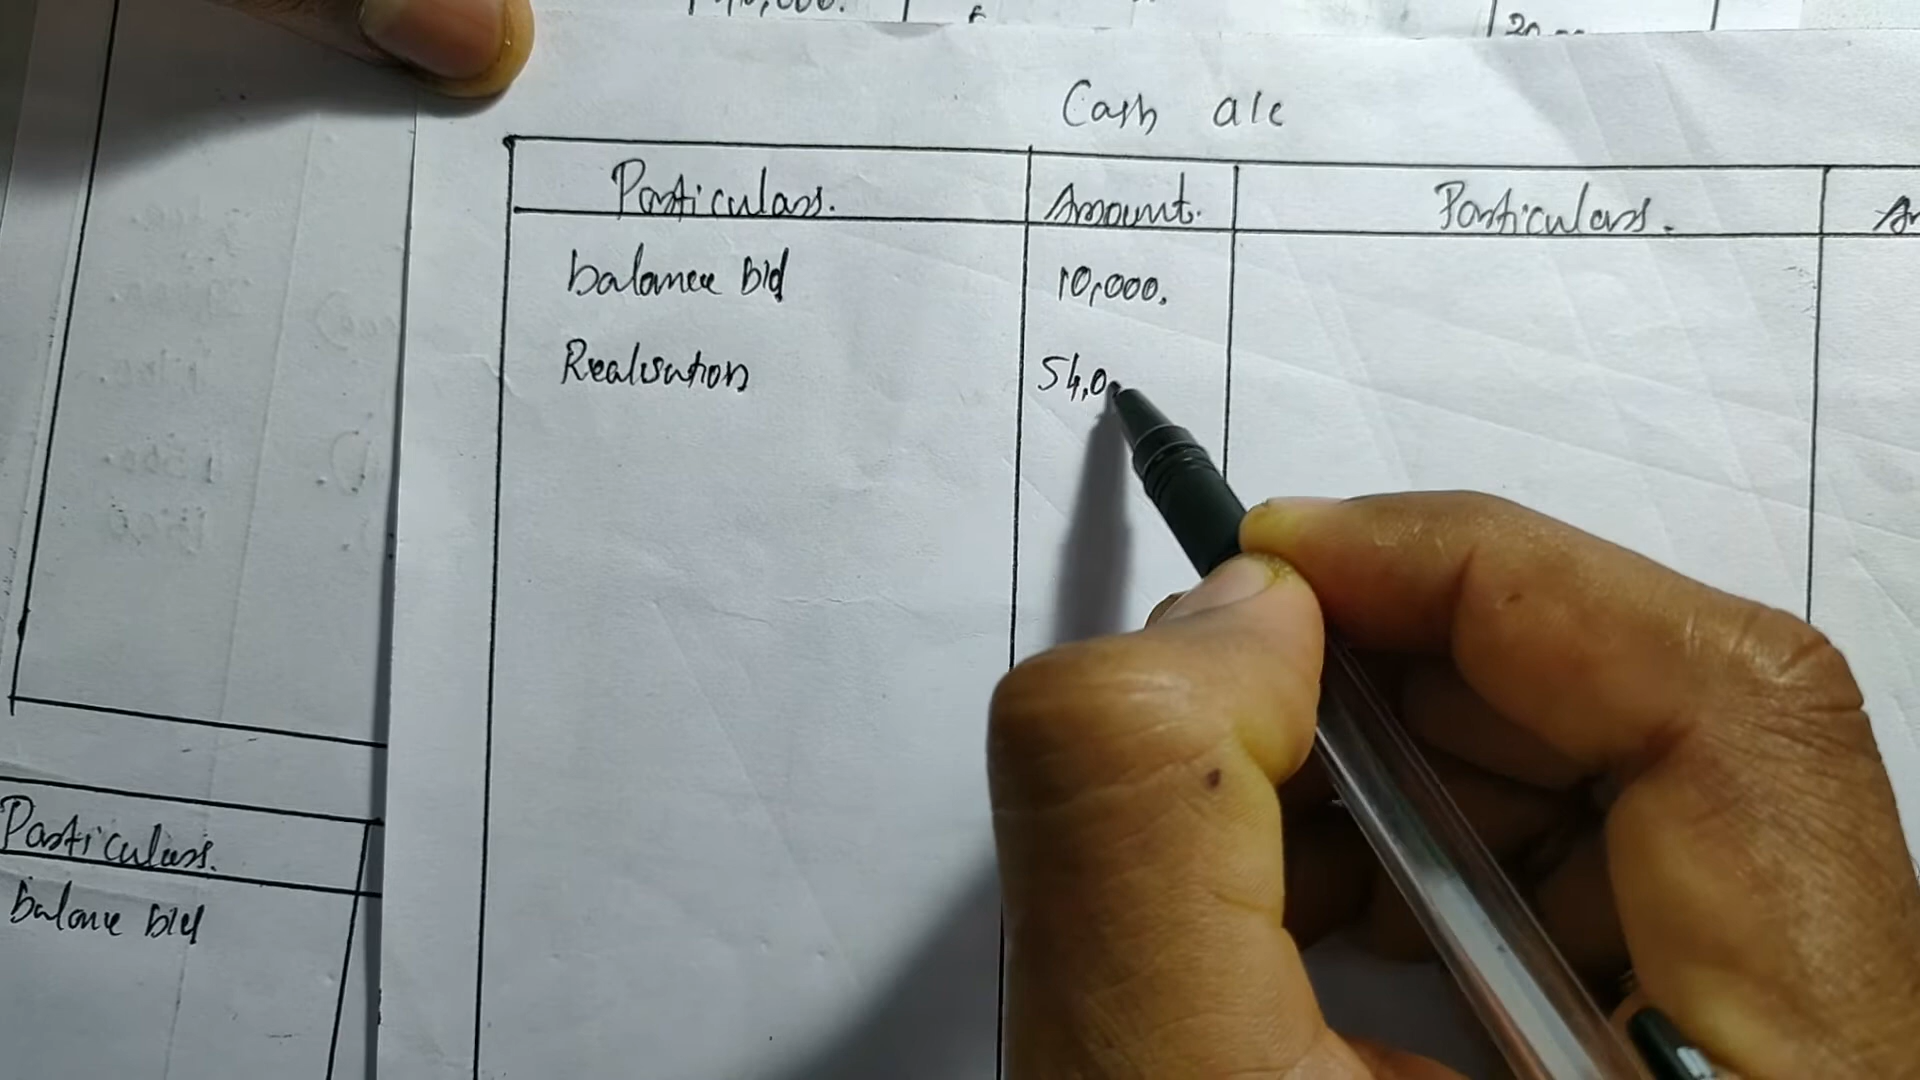 Cash a/c
Particulars. Amount. Particulars.
balance b/d 10,000.
Realisation 54,0
Particulars.
balance b/d